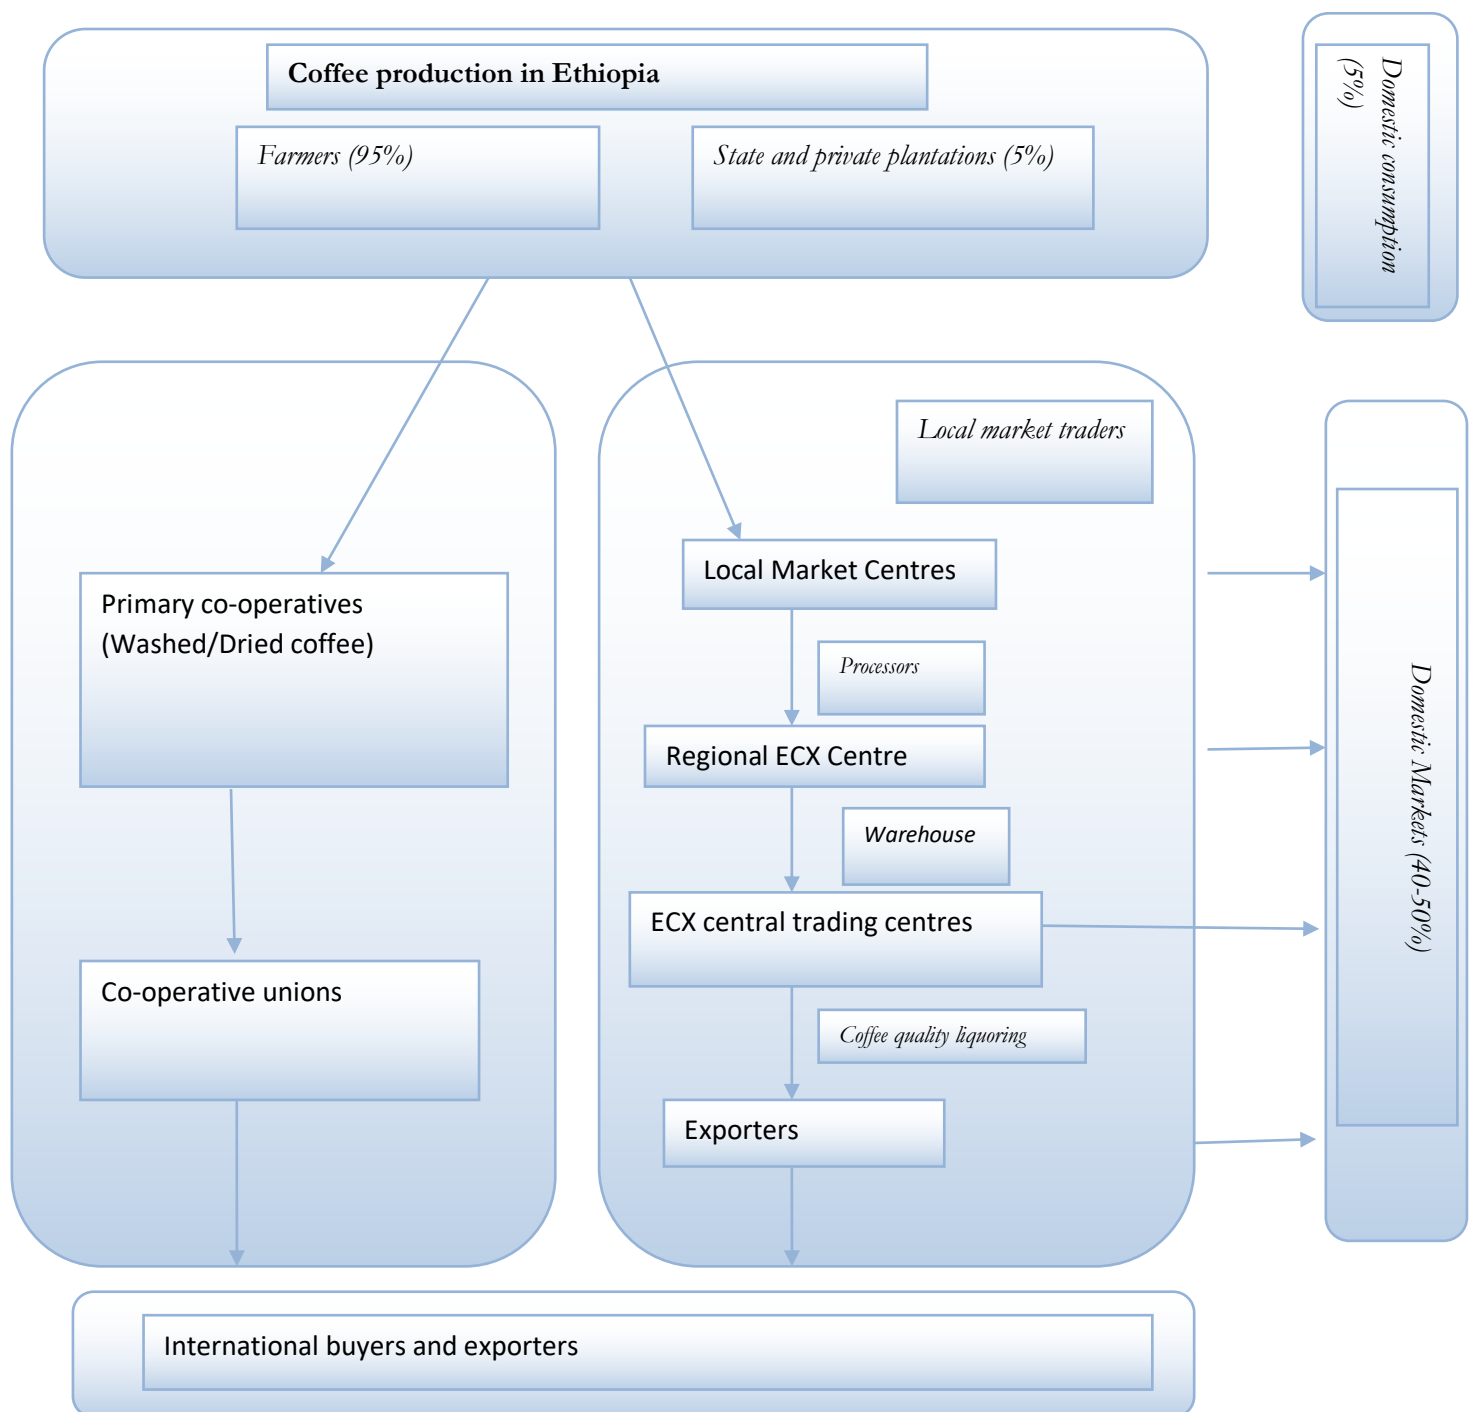 Coffee production in Ethiopia
Farmers (95%)
State and private plantations (5%)
Domestic consumption
(5%)
Local market traders
Local Market Centres
Primary co-operatives
(Washed/Dried coffee)
Processors
Regional ECX Centre
Warehouse
ECX central trading centres
Co-operative unions
Coffee quality liquoring
Exporters
Domestic Markets (40-50%)
International buyers and exporters